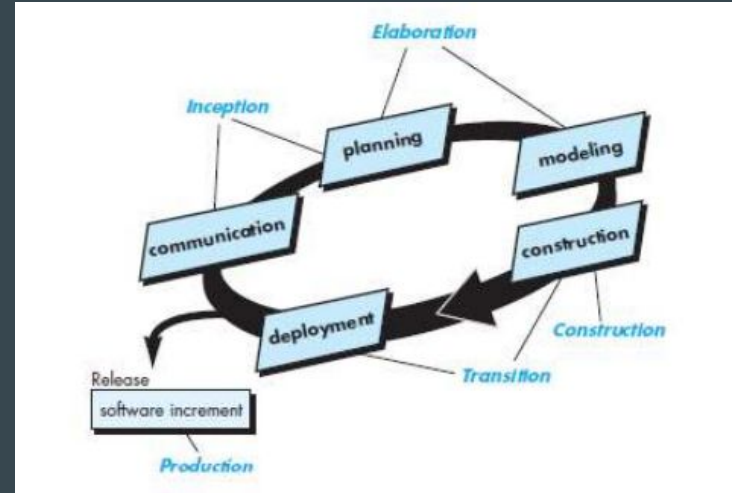 Elaboration
Inception
planning
modeling
communication
construction
deployment
Construction
Transition
Release
software increment
Production